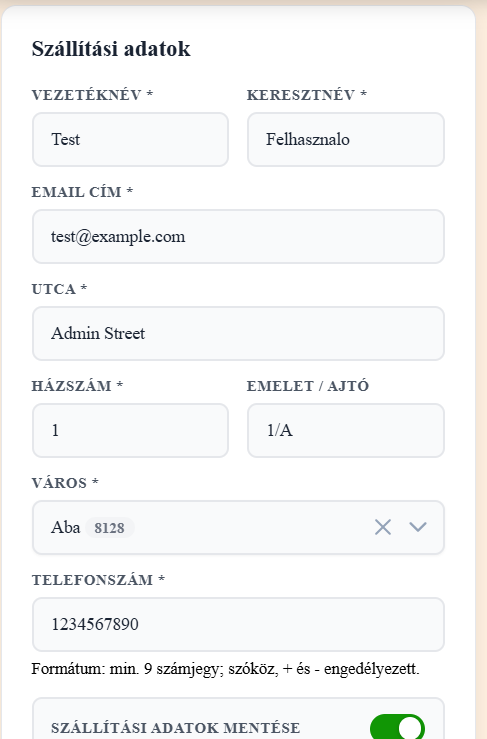 Szállítási adatok
VEZETÉKNÉV * KERESZTNÉV *
Test Felhasznalo
EMAIL CÍM *
test@example.com
UTCA *
Admin Street
HÁZSZÁM * EMELET / AJTÓ
1 1/A
VÁROS *
Aba 8128
TELEFONSZÁM *
1234567890
Formátum: min. 9 számjegy; szóköz, + és - engedélyezett.
SZÁLLÍTÁSI ADATOK MENTÉSE